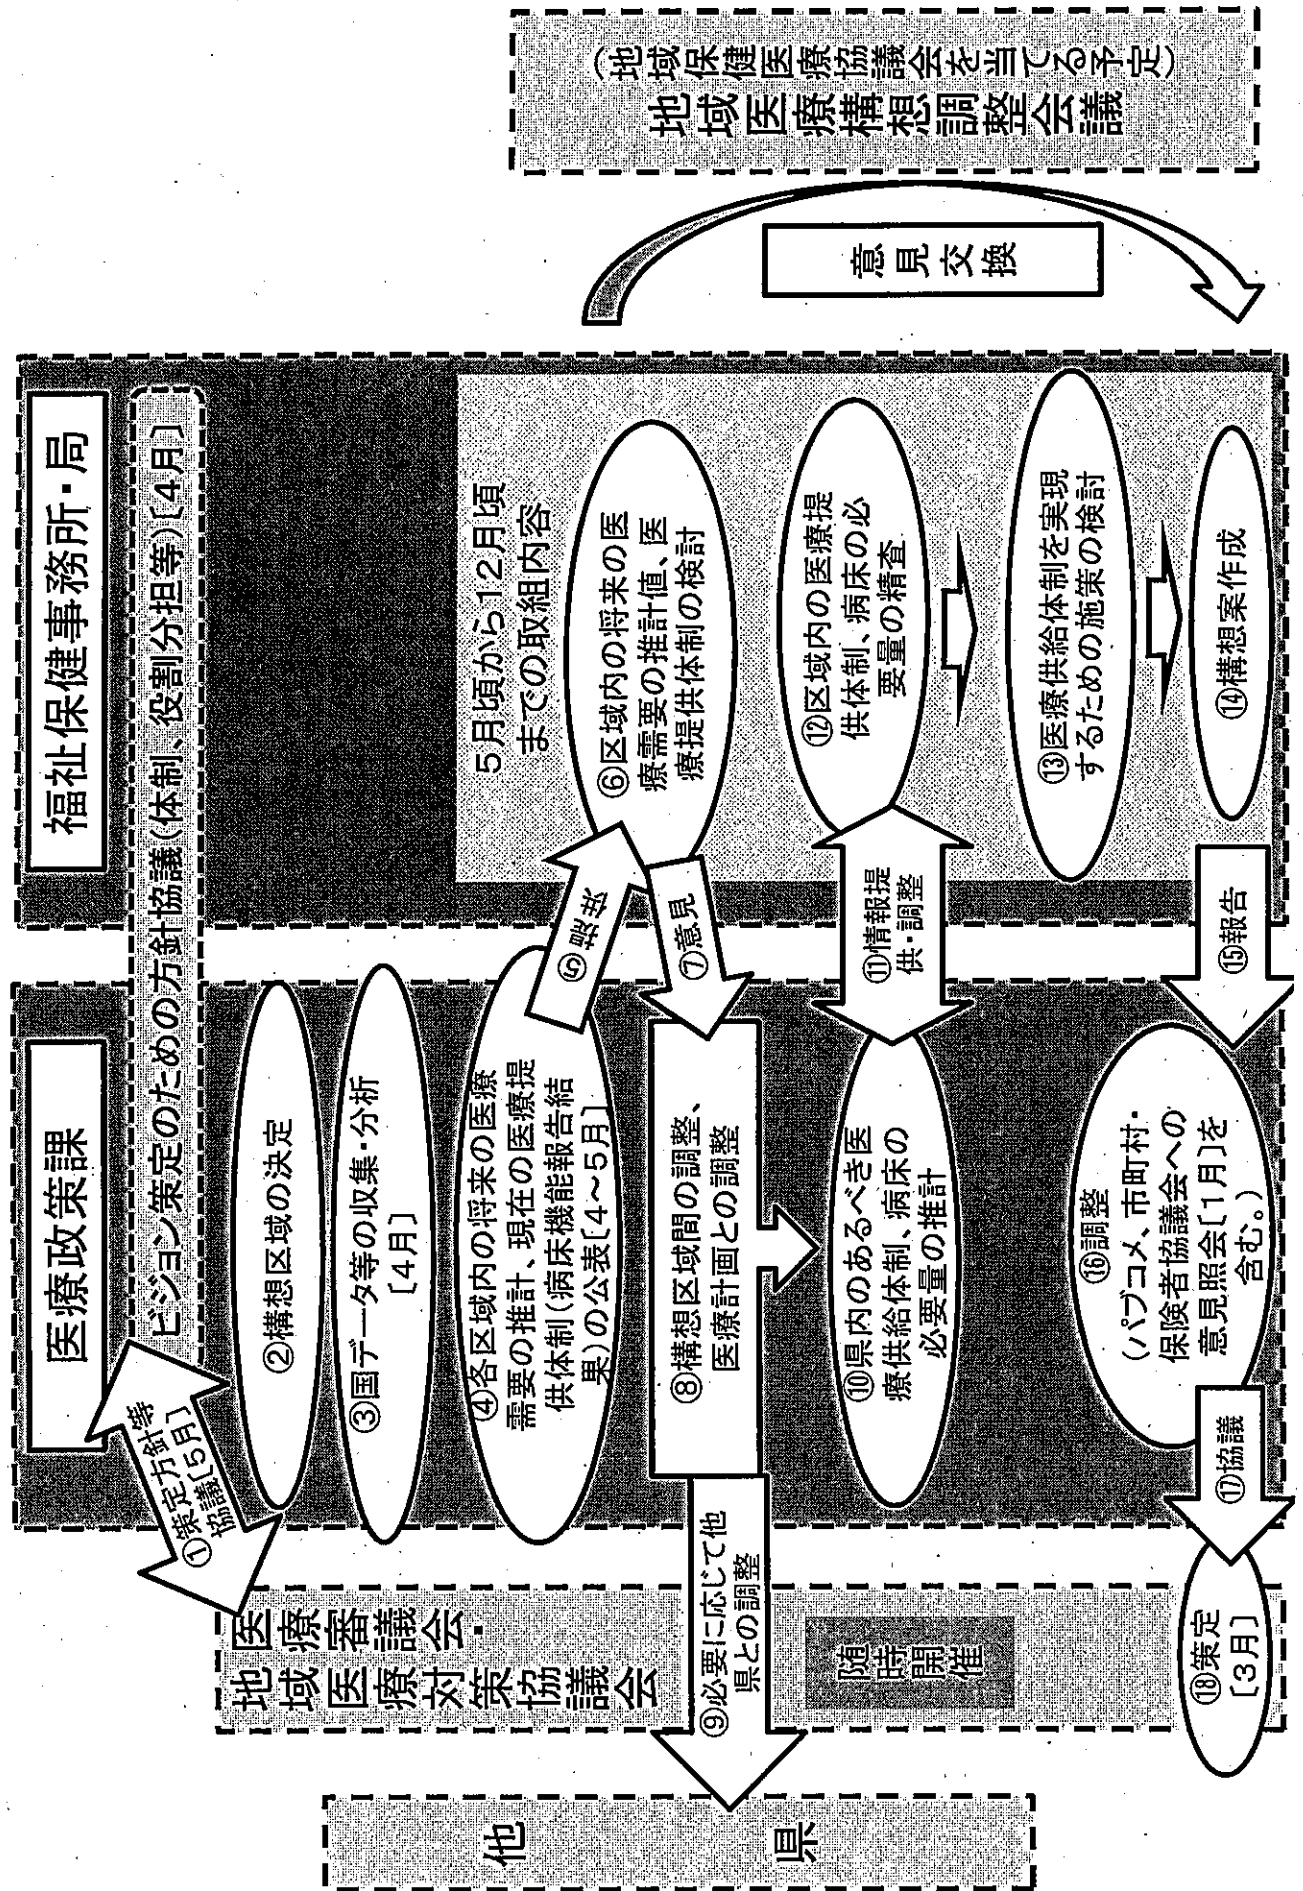 他県
医療審議会・
地域医療対策協議会
随時開催
医療政策課
福祉保健事務所・局
地域医療構想調整会議
(地域保健医療協議会を当てる予定)
①策定方針等
協議[5月]
ビジョン策定のための方針協議(体制、役割分担等)[4月]
②構想区域の決定
③国データ等の収集・分析
[4月]
④各区域内の将来の医療
需要の推計、現在の医療提
供体制(病床機能報告結
果)の公表[4～5月]
5月頃から12月頃
までの取組内容
⑥区域内の将来の医
療需要の推計値、医
療提供体制の検討
⑦意見
⑧構想区域間の調整、
医療計画との調整
⑨必要に応じて他
県との調整
⑩県内のあるべき医
療供給体制、病床の
必要量の推計
⑪情報提
供・調整
⑫区域内の医療提
供体制、病床の必
要量の精査
⑬医療供給体制を実現
するための施策の検討
⑭構想案作成
⑮報告
⑯調整
(パブコメ、市町村・
保険者協議会への
意見照会[1月]を
含む。)
⑰協議
⑱策定
[3月]
意見交換